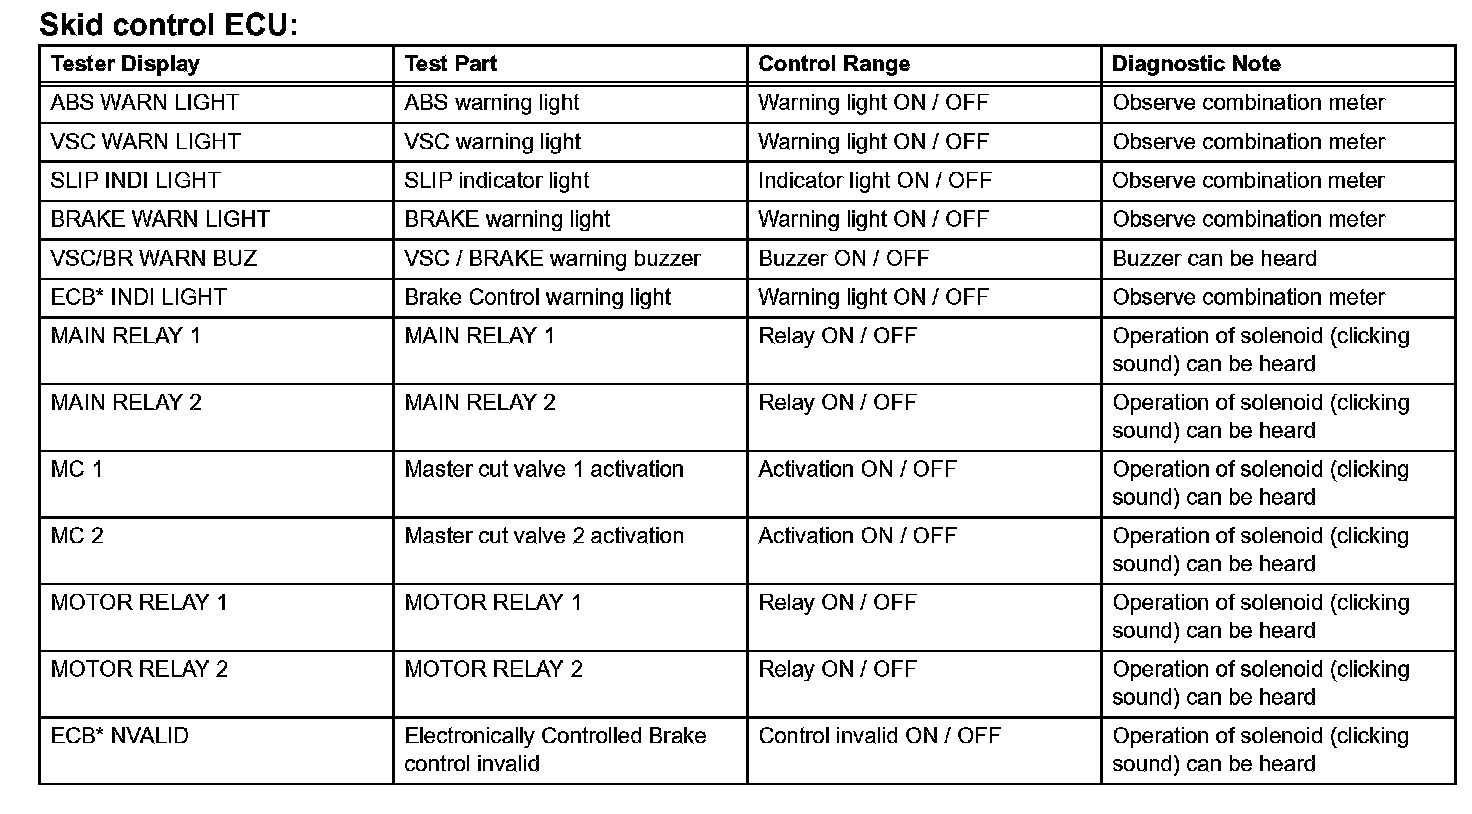 Skid control ECU:
Tester Display Test Part Control Range Diagnostic Note
ABS WARN LIGHT ABS warning light Warning light ON / OFF Observe combination meter
VSC WARN LIGHT VSC warning light Warning light ON / OFF Observe combination meter
SLIP INDI LIGHT SLIP indicator light Indicator light ON / OFF Observe combination meter
BRAKE WARN LIGHT BRAKE warning light Warning light ON / OFF Observe combination meter
VSC/BR WARN BUZ VSC / BRAKE warning buzzer Buzzer ON / OFF Buzzer can be heard
ECB* INDI LIGHT Brake Control warning light Warning light ON / OFF Observe combination meter
MAIN RELAY 1 MAIN RELAY 1 Relay ON / OFF Operation of solenoid (clicking
sound) can be heard
MAIN RELAY 2 MAIN RELAY 2 Relay ON / OFF Operation of solenoid (clicking
sound) can be heard
MC 1 Master cut valve 1 activation Activation ON / OFF Operation of solenoid (clicking
sound) can be heard
MC 2 Master cut valve 2 activation Activation ON / OFF Operation of solenoid (clicking
sound) can be heard
MOTOR RELAY 1 MOTOR RELAY 1 Relay ON / OFF Operation of solenoid (clicking
sound) can be heard
MOTOR RELAY 2 MOTOR RELAY 2 Relay ON / OFF Operation of solenoid (clicking
sound) can be heard
ECB* NVALID Electronically Controlled Brake Control invalid ON / OFF Operation of solenoid (clicking
control invalid sound) can be heard